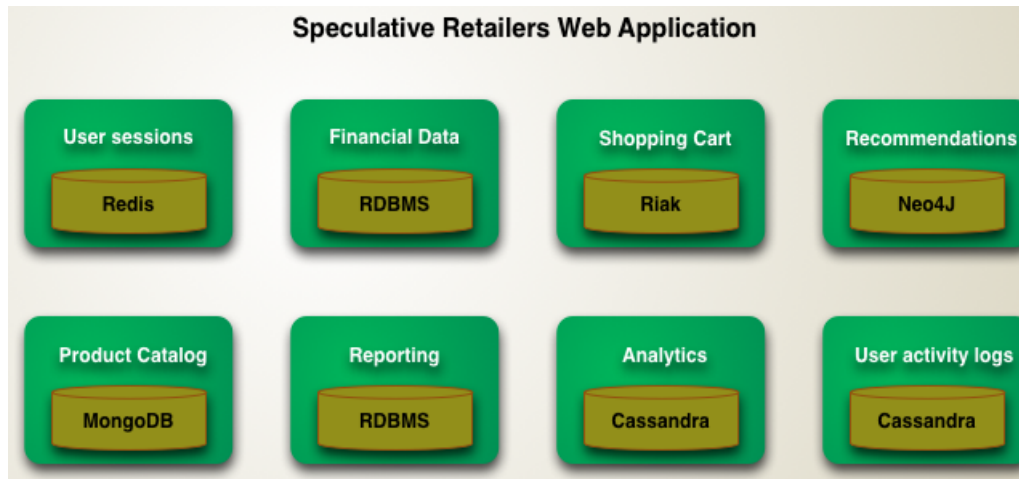 Speculative Retailers Web Application
User sessions
Redis
Financial Data
RDBMS
Shopping Cart
Riak
Recommendations
Neo4J
Product Catalog
MongoDB
Reporting
RDBMS
Analytics
Cassandra
User activity logs
Cassandra